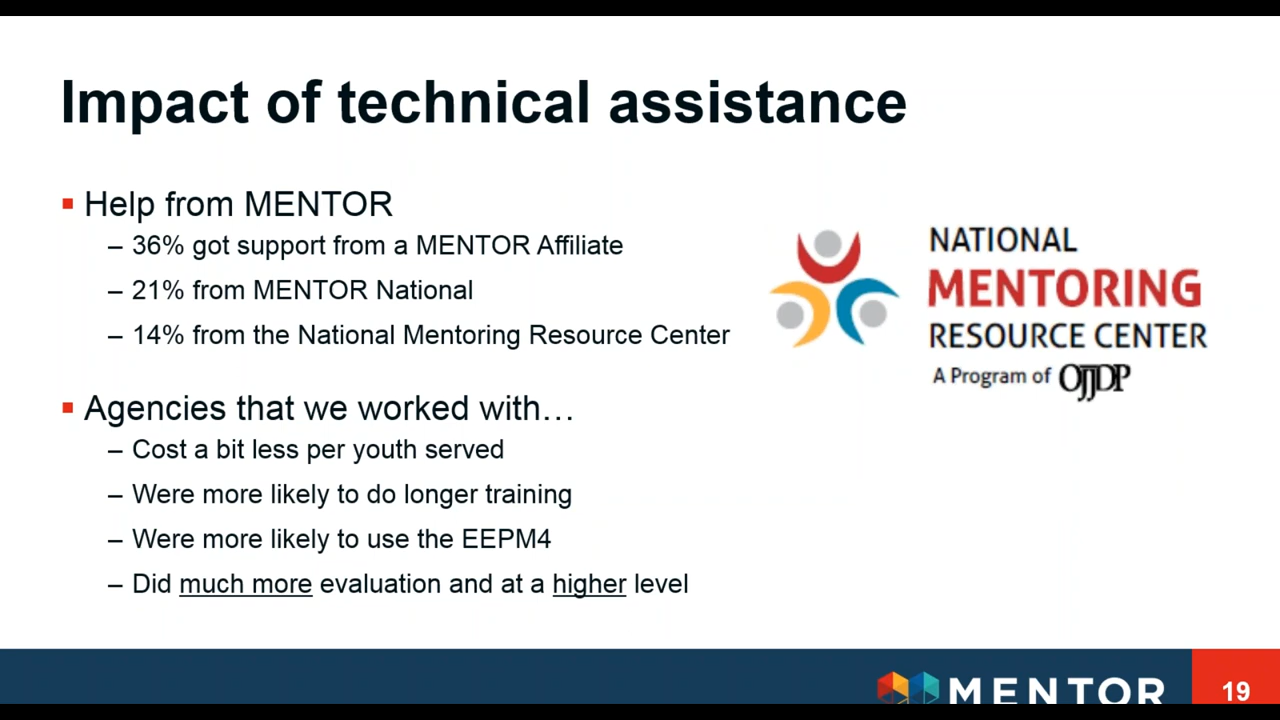 Impact of technical assistance
▪ Help from MENTOR
– 36% got support from a MENTOR Affiliate
– 21% from MENTOR National
– 14% from the National Mentoring Resource Center
▪ Agencies that we worked with…
– Cost a bit less per youth served
– Were more likely to do longer training
– Were more likely to use the EEPM4
– Did much more evaluation and at a higher level
NATIONAL
MENTORING
RESOURCE CENTER
A Program of OJJDP
MENTOR
19